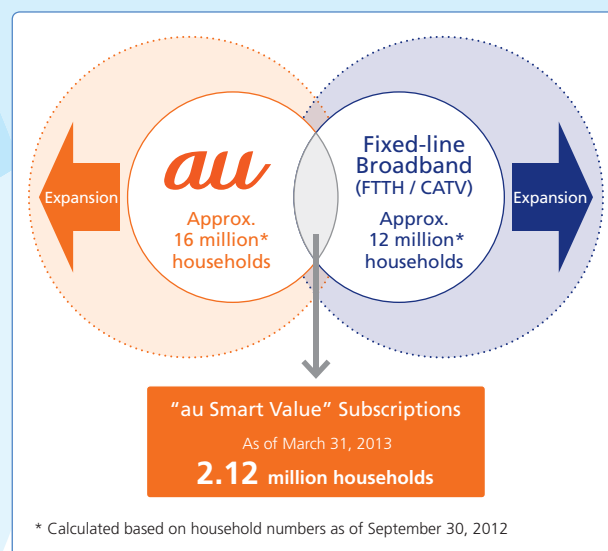 au
Approx.
16 million*
households
Fixed-line
Broadband
(FTTH / CATV)
Approx.
12 million*
households
Expansion
Expansion
“au Smart Value” Subscriptions
As of March 31, 2013
2.12 million households
* Calculated based on household numbers as of September 30, 2012